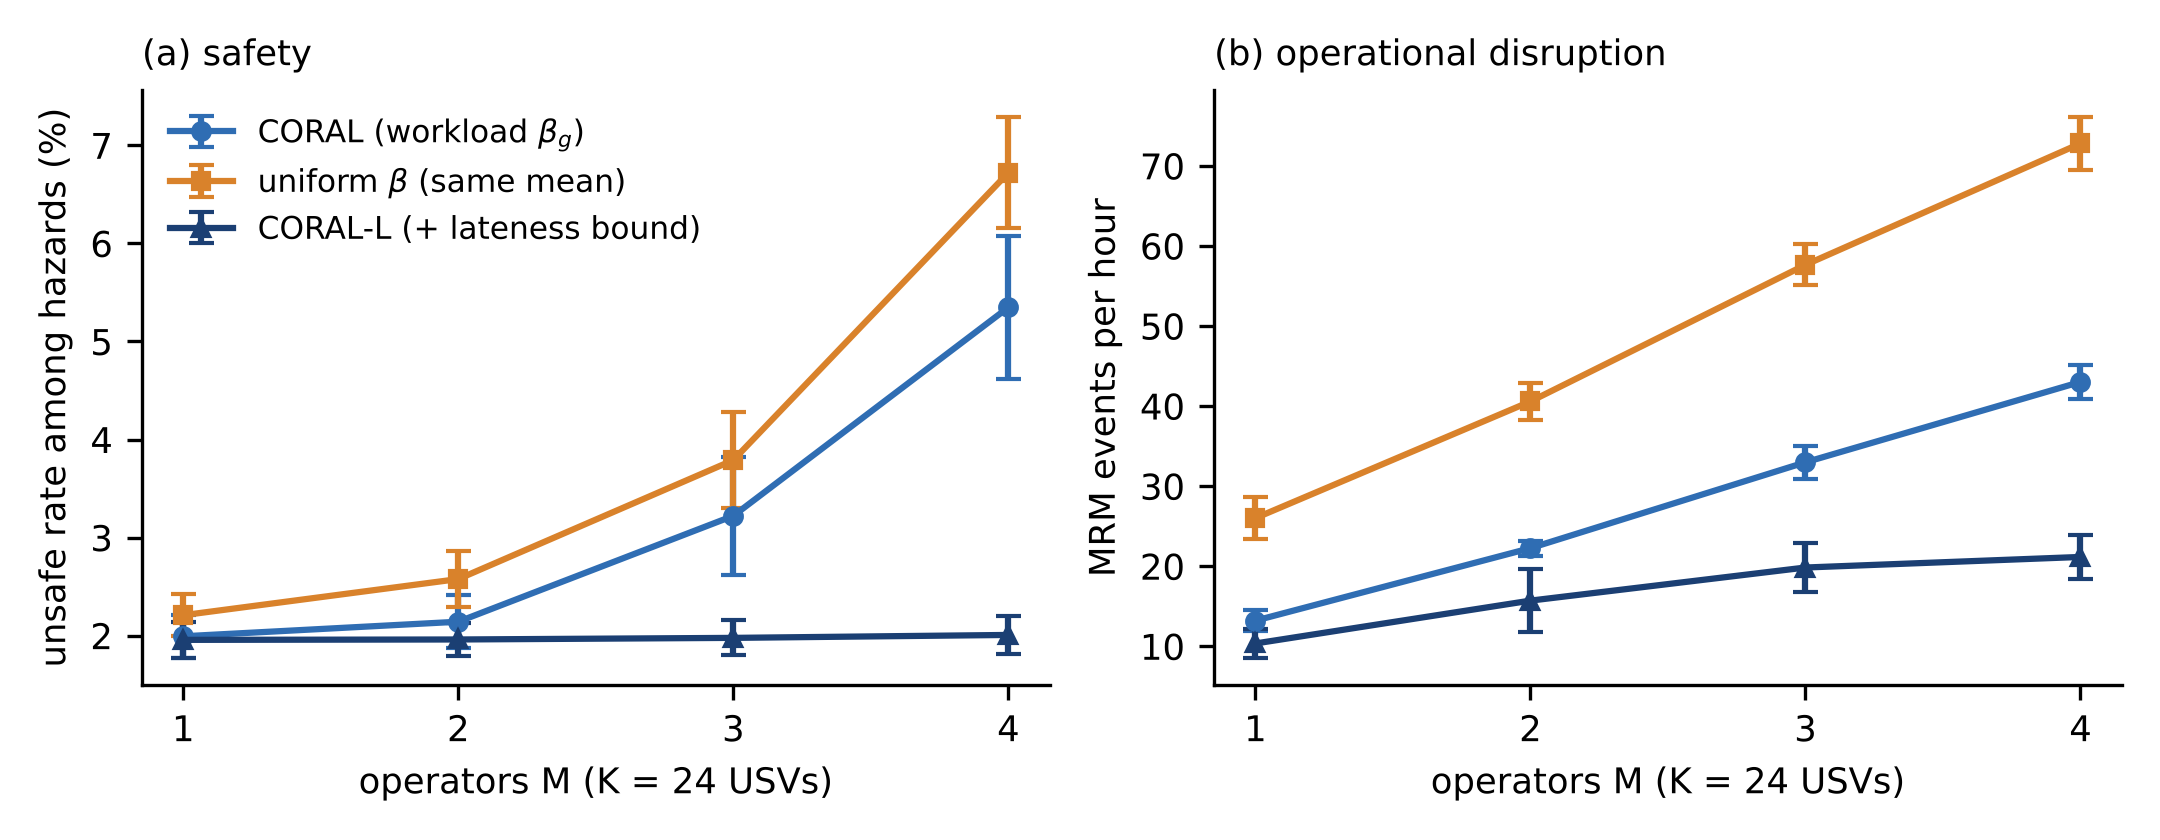 (a) safety
unsafe rate among hazards (%)
7
6
5
4
3
2
CORAL (workload β_g)
uniform β (same mean)
CORAL-L (+ lateness bound)
1 2 3 4
operators M (K = 24 USVs)
(b) operational disruption
MRM events per hour
70
60
50
40
30
20
10
1 2 3 4
operators M (K = 24 USVs)